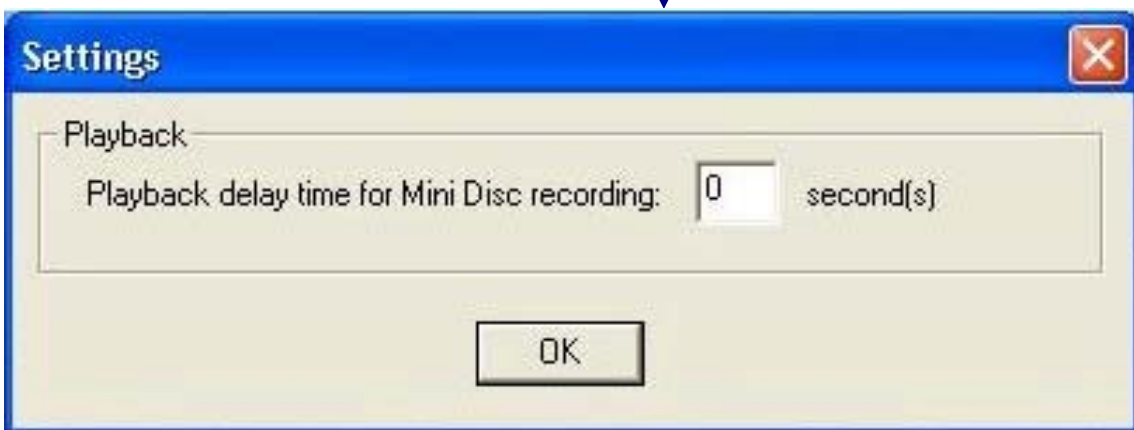 Settings
Playback
Playback delay time for Mini Disc recording: 0 second(s)
OK